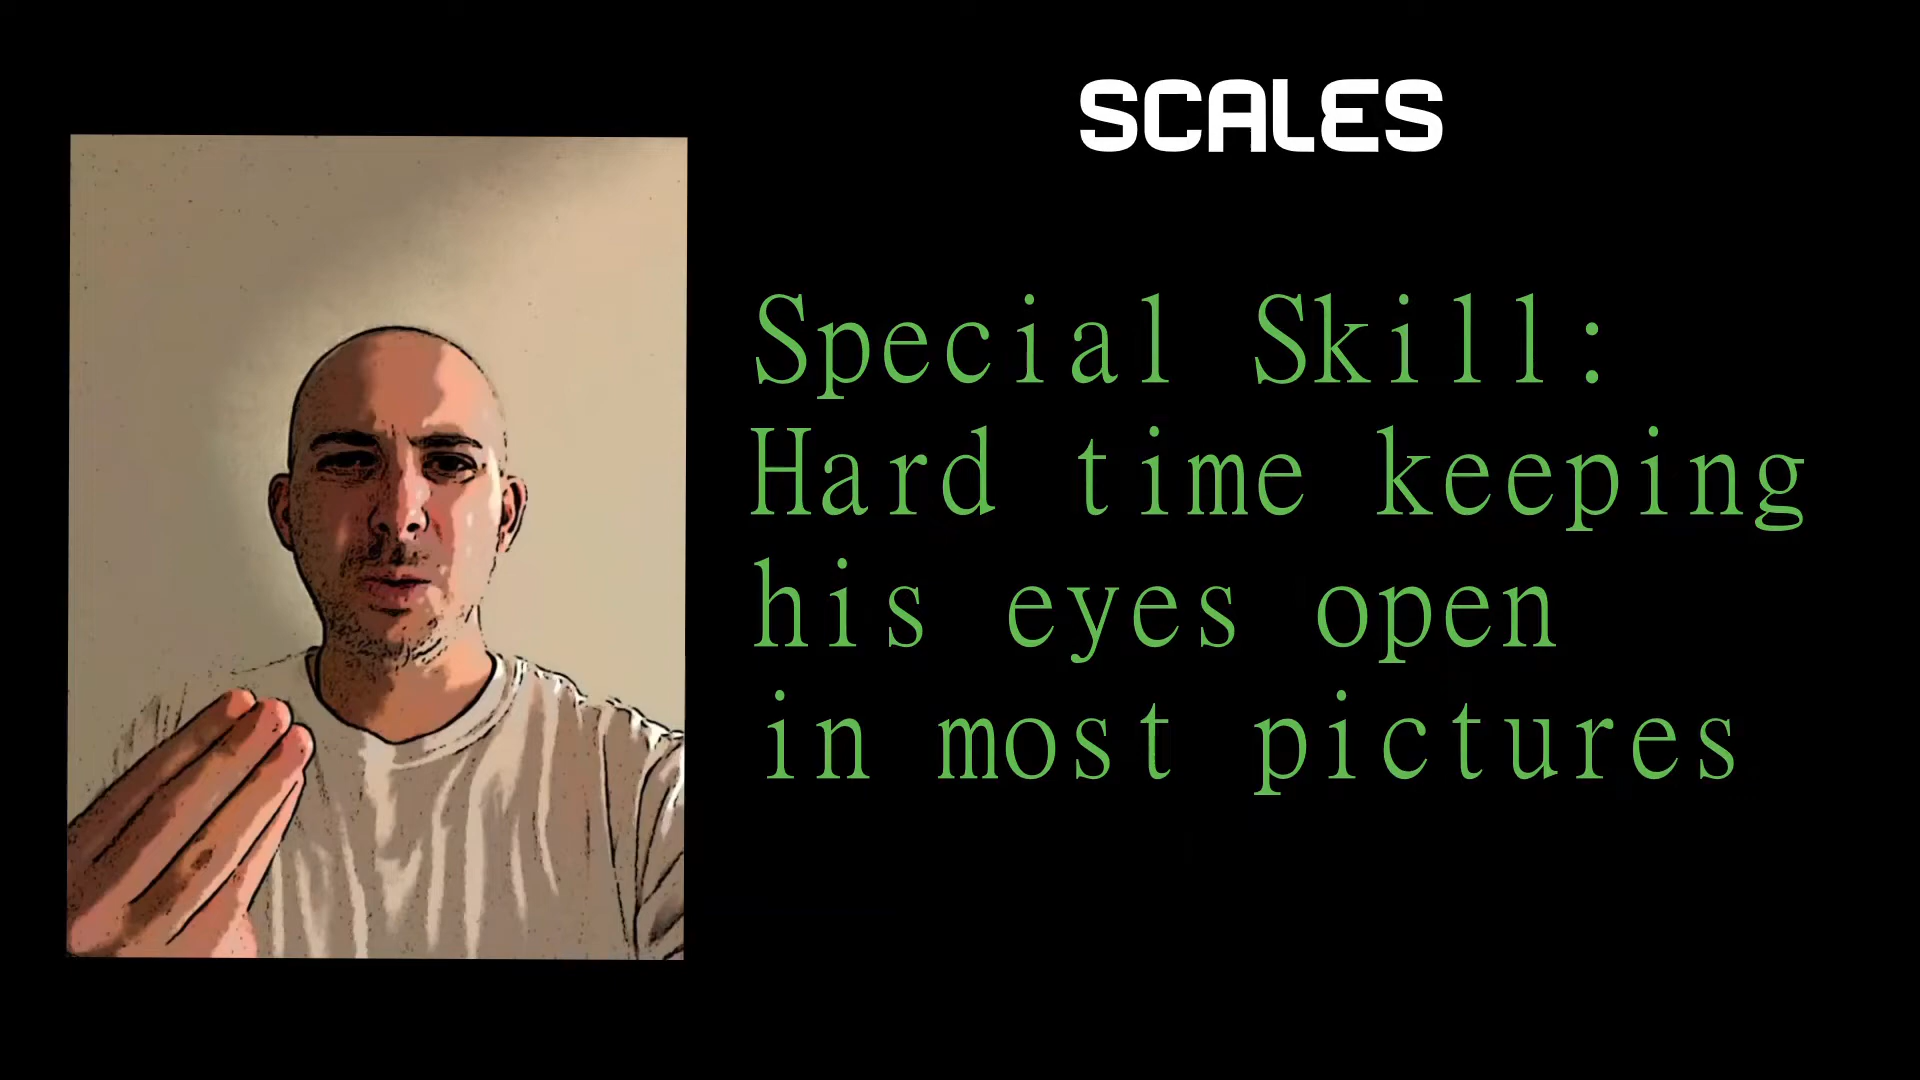 SCALES
Special Skill:
Hard time keeping
his eyes open
in most pictures